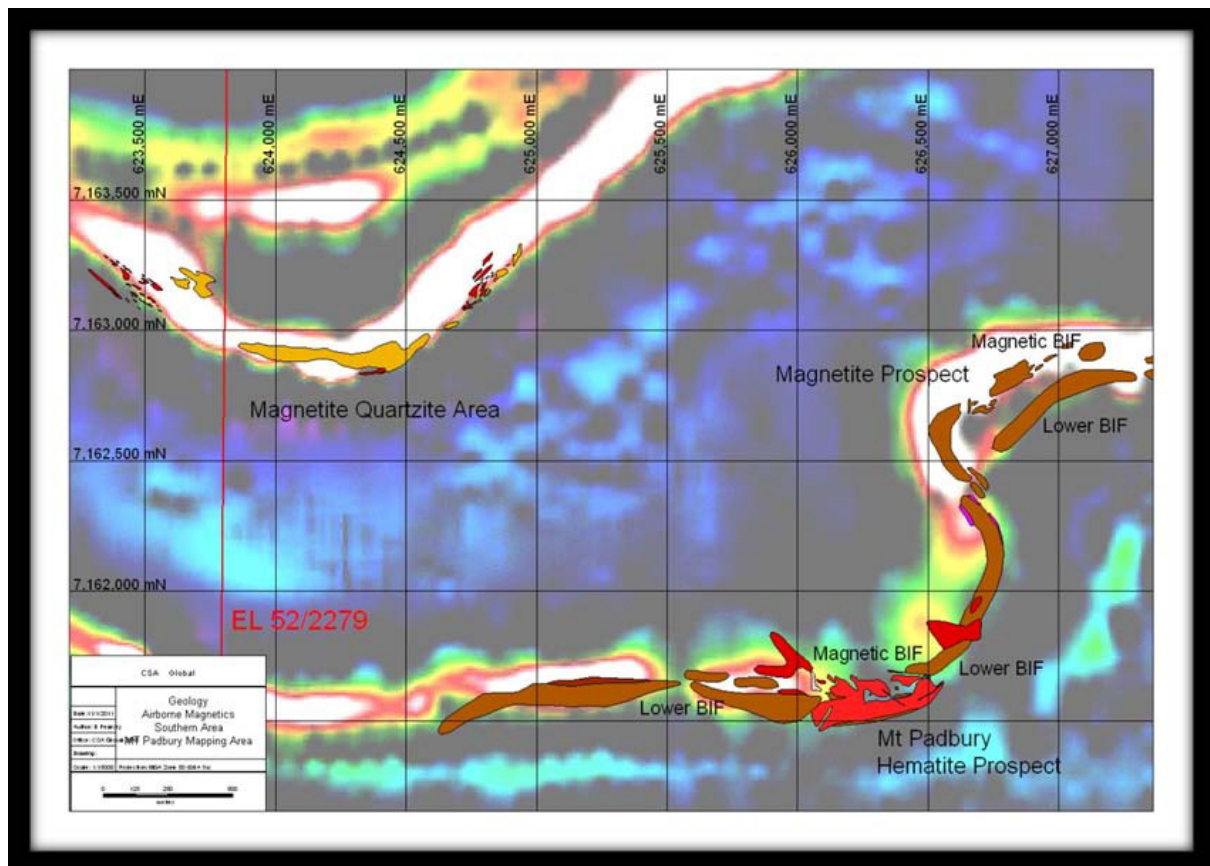 623,500 mE
624,000 mE
624,500 mE
625,000 mE
625,500 mE
626,000 mE
626,500 mE
627,000 mE
7,163,500 mN
7,163,000 mN
Magnetic BIF
Magnetite Prospect
Magnetite Quartzite Area
Lower BIF
7,162,500 mN
7,162,000 mN
EL 52/2279
Magnetic BIF
Lower BIF
Lower BIF
Mt Padbury
Hematite Prospect
CSA Global
Geology
Airborne Magnetics
Southern Area
Mt Padbury Mapping Area